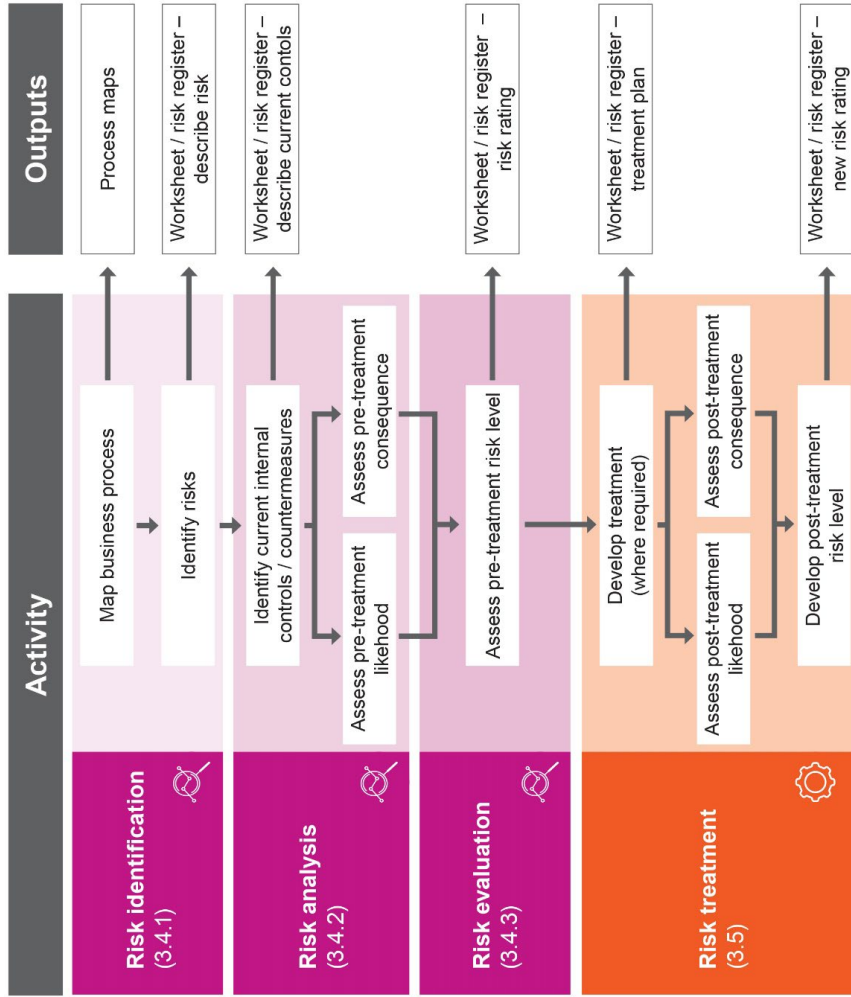 Activity
Outputs
Risk identification
(3.4.1)
Map business process
Process maps
Identify risks
Worksheet / risk register –
describe risk
Risk analysis
(3.4.2)
Identify current internal
controls / countermeasures
Worksheet / risk register –
describe current contols
Assess pre-treatment
likehood
Assess pre-treatment
consequence
Risk evaluation
(3.4.3)
Assess pre-treatment risk level
Worksheet / risk register –
risk rating
Risk treatment
(3.5)
Develop treatment
(where required)
Worksheet / risk register –
treatment plan
Assess post-treatment
likehood
Assess post-treatment
consequence
Develop post-treatment
risk level
Worksheet / risk register –
new risk rating